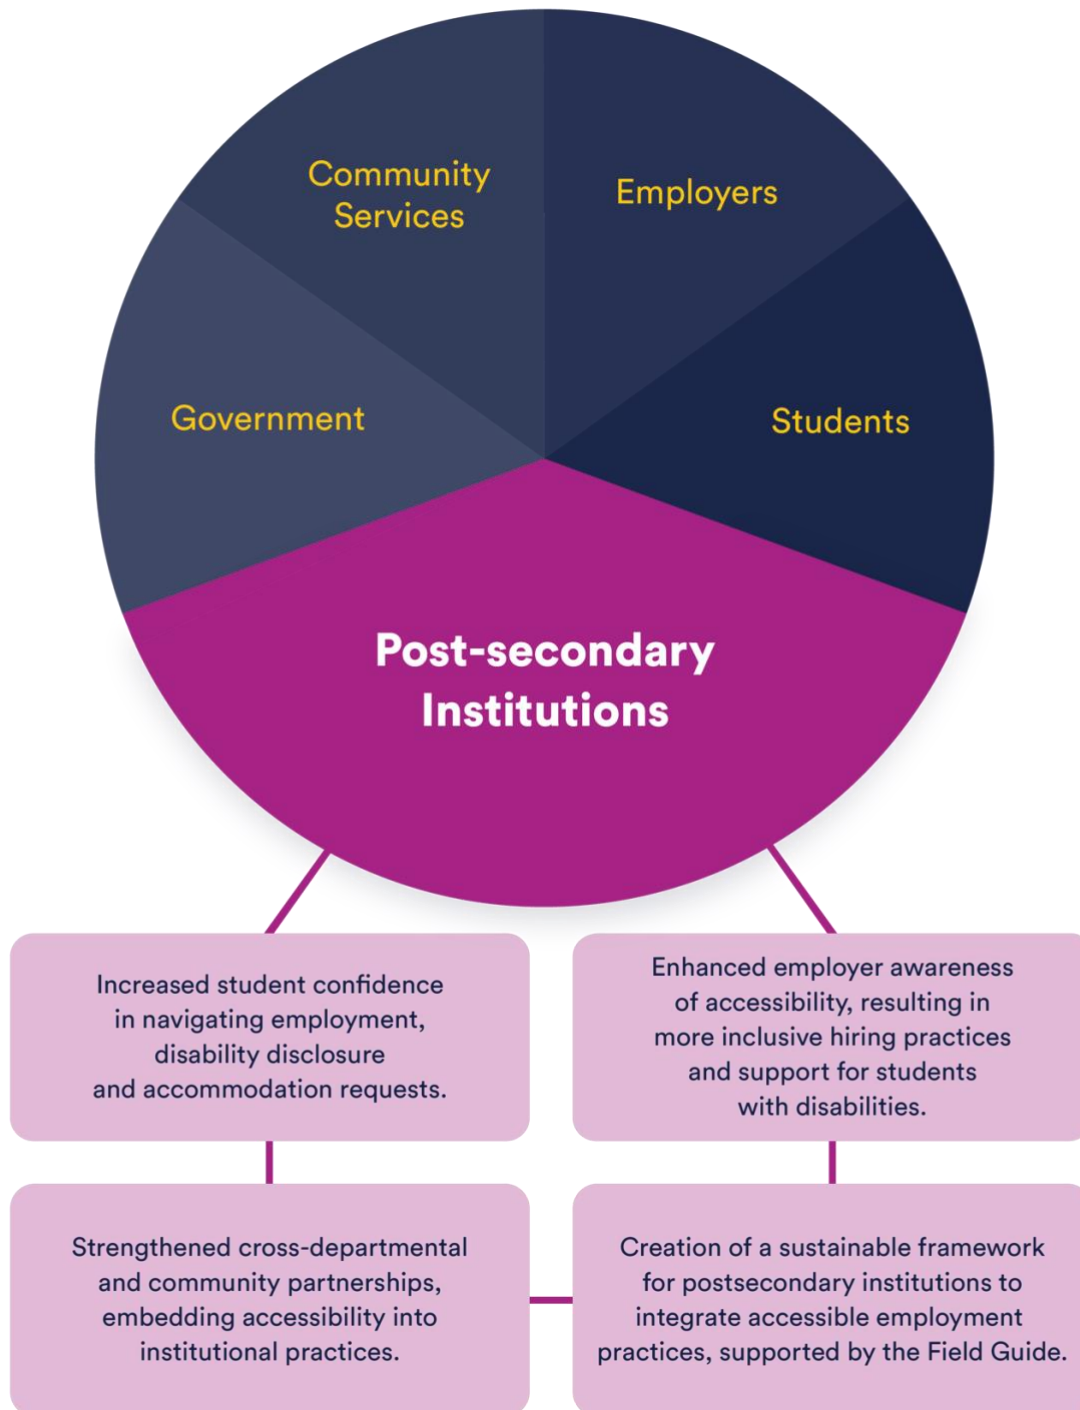 Community
Services
Employers
Government
Students
Post-secondary
Institutions
Increased student confidence
in navigating employment,
disability disclosure
and accommodation requests.
Enhanced employer awareness
of accessibility, resulting in
more inclusive hiring practices
and support for students
with disabilities.
Strengthened cross-departmental
and community partnerships,
embedding accessibility into
institutional practices.
Creation of a sustainable framework
for postsecondary institutions to
integrate accessible employment
practices, supported by the Field Guide.